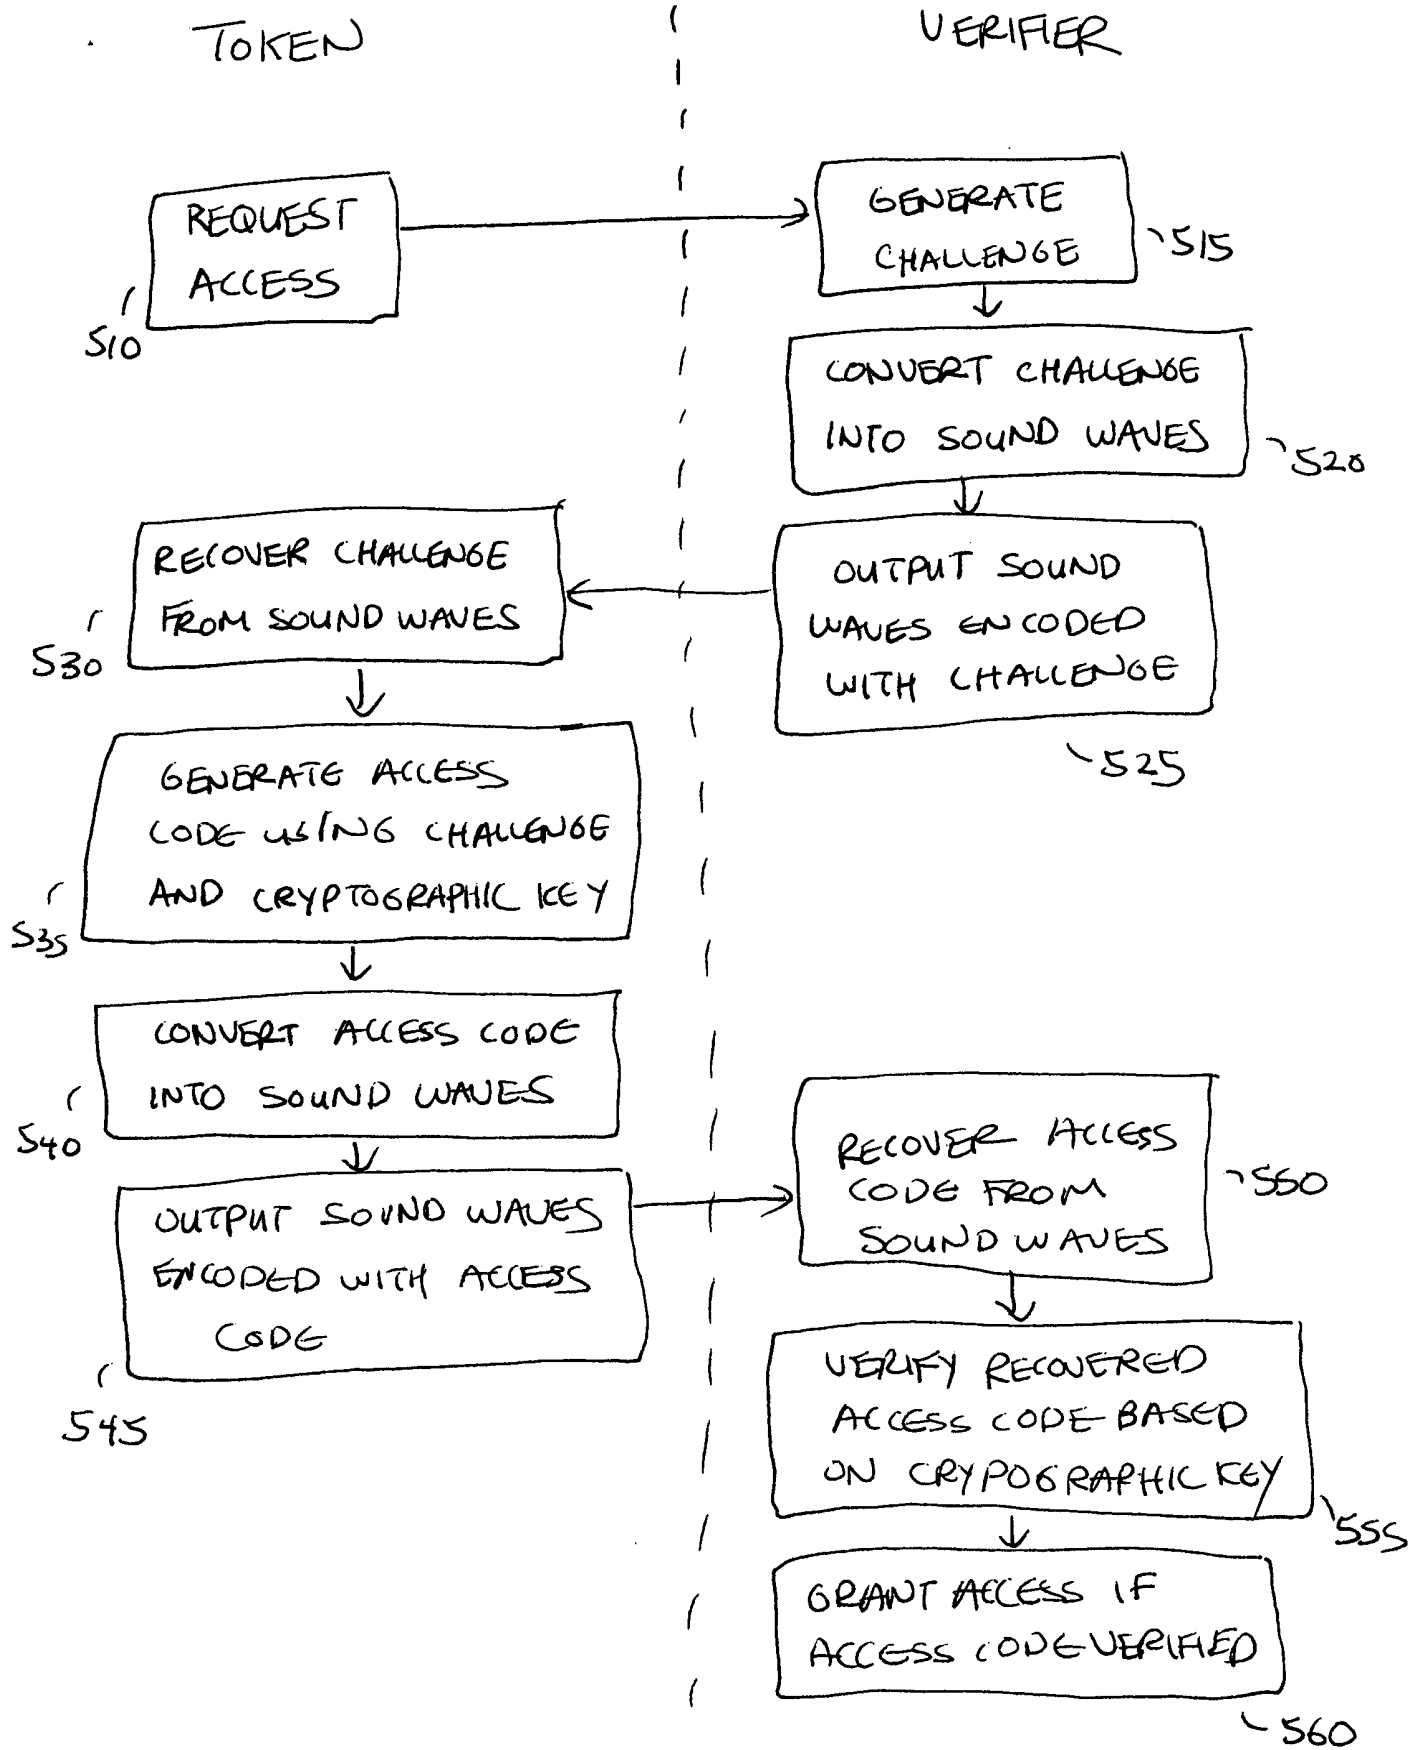 TOKEN
VERIFIER
REQUEST
ACCESS
510
GENERATE
CHALLENGE
515
CONVERT CHALLENGE
INTO SOUND WAVES
520
OUTPUT SOUND
WAVES ENCODED
WITH CHALLENGE
525
RECOVER CHALLENGE
FROM SOUND WAVES
530
GENERATE ACCESS
CODE USING CHALLENGE
AND CRYPTOGRAPHIC KEY
535
CONVERT ACCESS CODE
INTO SOUND WAVES
540
OUTPUT SOUND WAVES
ENCODED WITH ACCESS
CODE
545
RECOVER ACCESS
CODE FROM
SOUND WAVES
550
VERIFY RECOVERED
ACCESS CODE BASED
ON CRYPOGRAPHIC KEY
555
GRANT ACCESS IF
ACCESS CODE VERIFIED
560